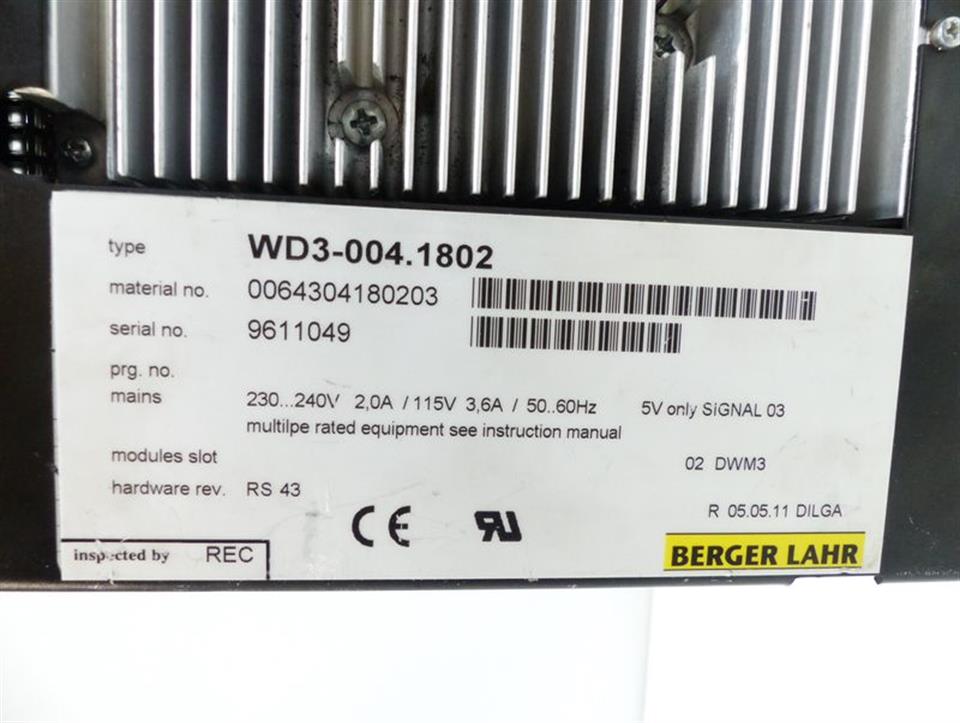 type WD3-004.1802
material no. 0064304180203
serial no. 9611049
prg. no.
mains 230...240V 2,0A / 115V 3,6A / 50..60Hz 5V only SiGNAL 03
multilpe rated equipment see instruction manual
modules slot 02 DWM3
hardware rev. RS 43
R 05.05.11 DILGA
CE RU
inspected by REC
BERGER LAHR